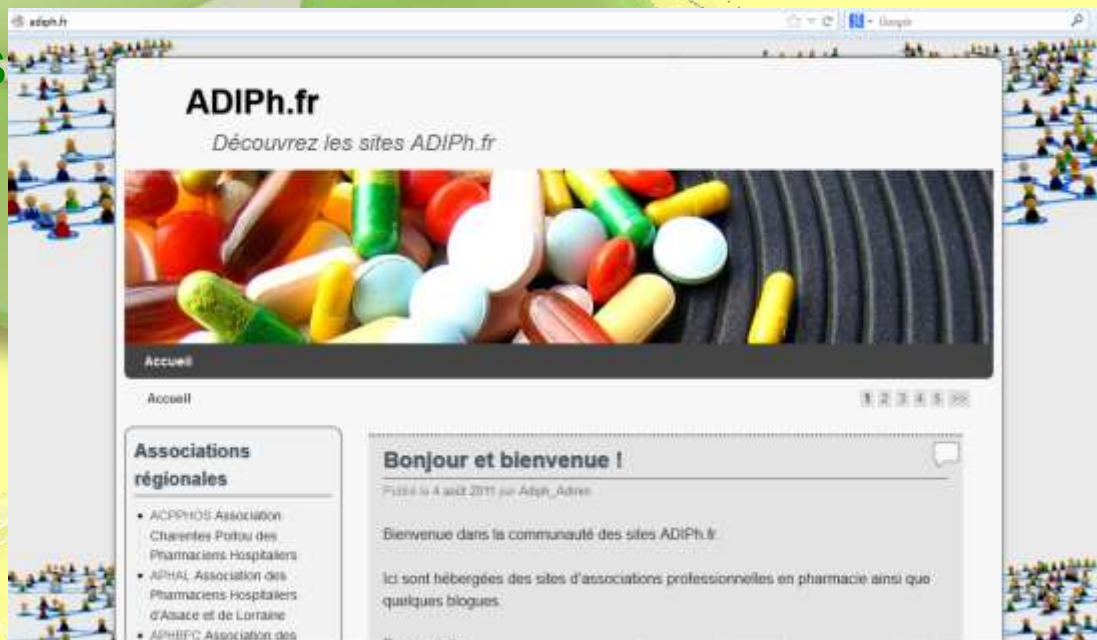 adiph.fr
Google
S
ADIPh.fr
Découvrez les sites ADIPh.fr
Accueil
Accueil
1 2 3 4 5 >>
Associations
régionales
• ACPPHOS Association
Charentes Poitou des
Pharmaciens Hospitaliers
• APHAL Association des
Pharmaciens Hospitaliers
d'Alsace et de Lorraine
• APHBFC Association des
Bonjour et bienvenue !
Publié le 4 août 2011 par Adiph_Admin
Bienvenue dans la communauté des sites ADIPh.fr.
Ici sont hébergées des sites d'associations professionnelles en pharmacie ainsi que
quelques blogues.